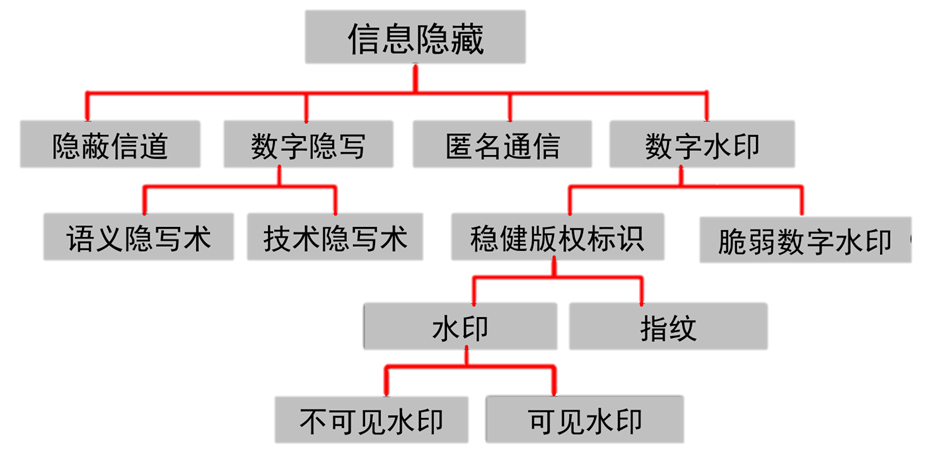 信息隐藏
隐蔽信道
数字隐写
匿名通信
数字水印
语义隐写术
技术隐写术
稳健版权标识
脆弱数字水印
水印
指纹
不可见水印
可见水印